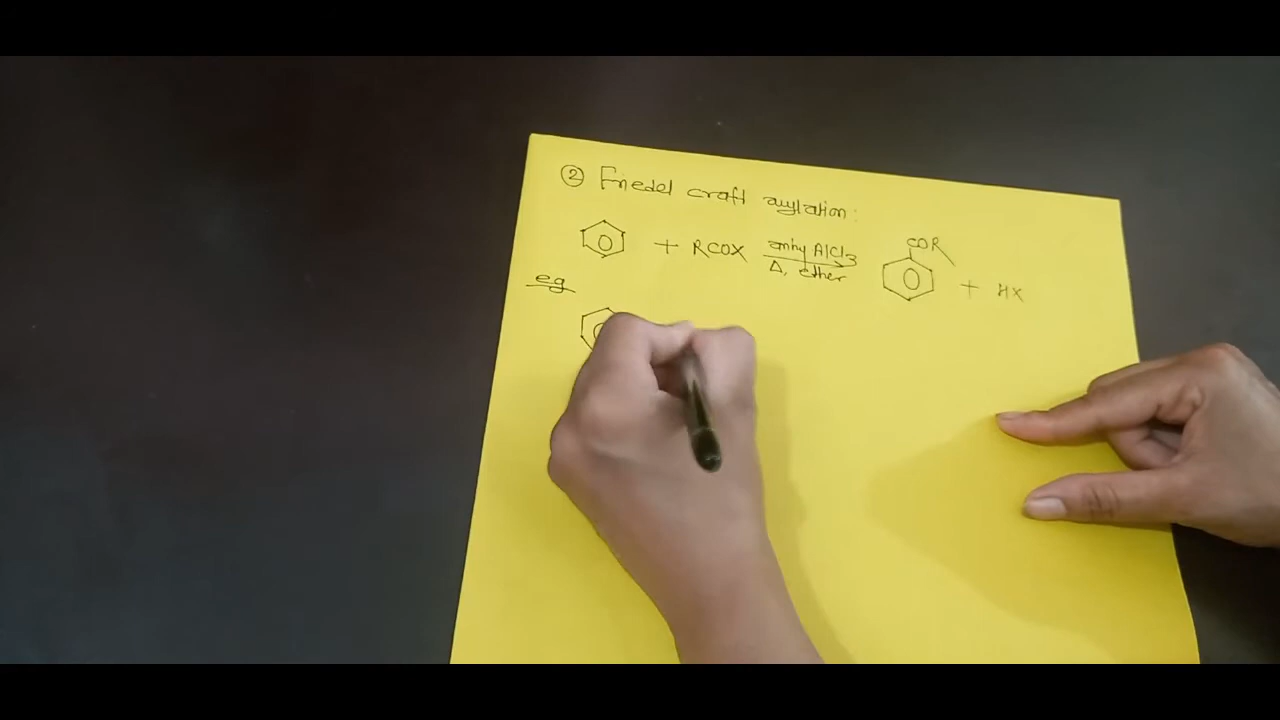 ② Friedel craft acylation:
+ RCOX anhy AlCl3 COR
Δ, ether + HX
eg